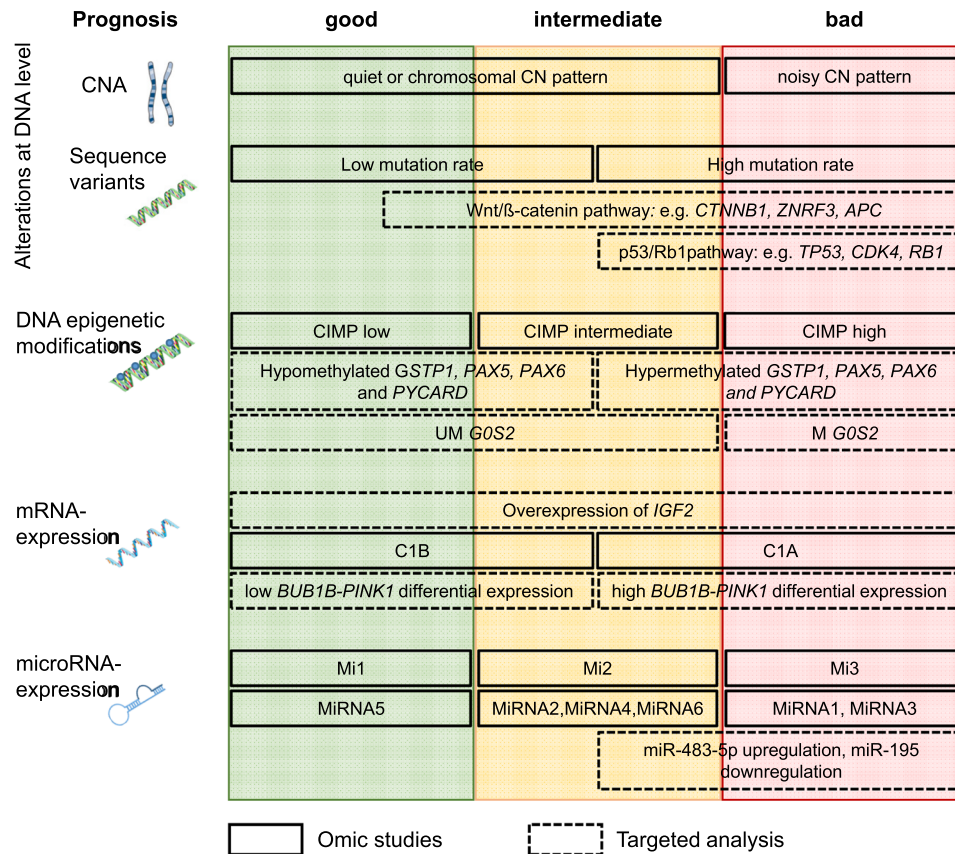 Prognosis good intermediate bad
Alterations at DNA level
CNA
quiet or chromosomal CN pattern
noisy CN pattern
Sequence
variants
Low mutation rate
High mutation rate
Wnt/ß-catenin pathway: e.g. CTNNB1, ZNRF3, APC
p53/Rb1pathway: e.g. TP53, CDK4, RB1
DNA epigenetic
modifications
CIMP low
CIMP intermediate
CIMP high
Hypomethylated GSTP1, PAX5, PAX6
and PYCARD
Hypermethylated GSTP1, PAX5, PAX6
and PYCARD
UM G0S2
M G0S2
mRNA-
expression
Overexpression of IGF2
C1B
C1A
low BUB1B-PINK1 differential expression
high BUB1B-PINK1 differential expression
microRNA-
expression
Mi1
Mi2
Mi3
MiRNA5
MiRNA2,MiRNA4,MiRNA6
MiRNA1, MiRNA3
miR-483-5p upregulation, miR-195
downregulation
Omic studies
Targeted analysis